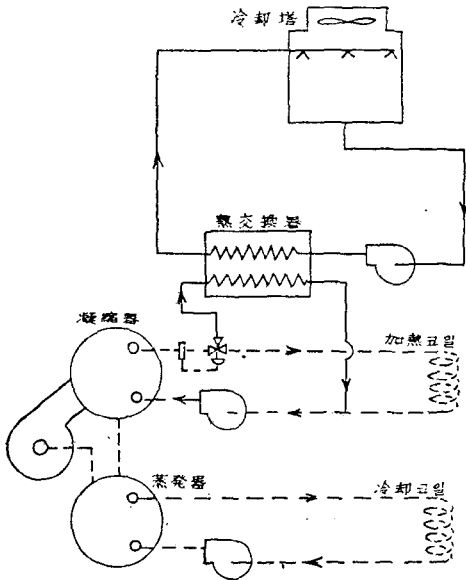 冷却塔
熱交換器
凝縮器
加熱코일
蒸発器
冷却코일